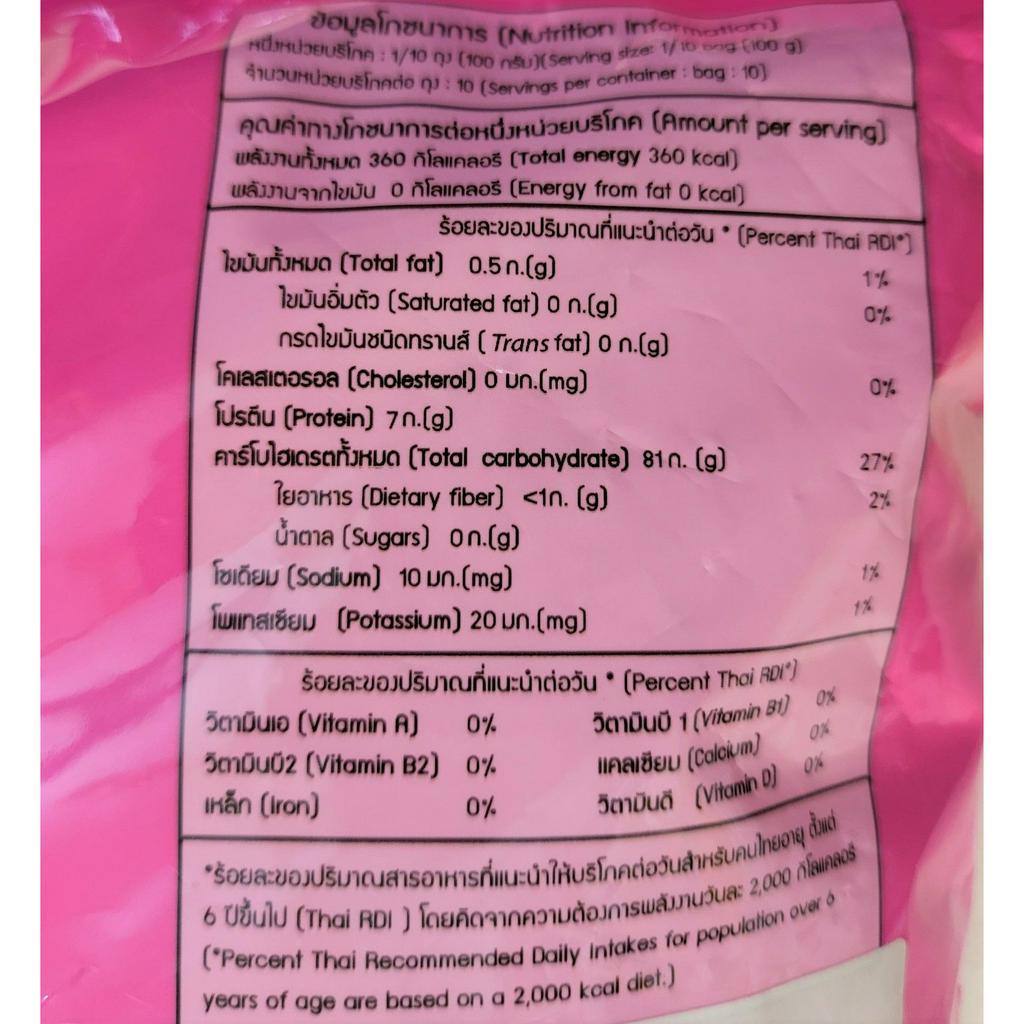 ข้อมูลโภชนาการ (Nutrition Information)
หนึ่งหน่วยบริโภค : 1/10 ถุง (100 กรัม)(Serving size: 1/10 bag (100 g)
จำนวนหน่วยบริโภคต่อ ถุง : 10 (Servings per container : bag : 10)
คุณค่าทางโภชนาการต่อหนึ่งหน่วยบริโภค (Amount per serving)
พลังงานทั้งหมด 360 กิโลแคลอรี (Total energy 360 kcal)
พลังงานจากไขมัน 0 กิโลแคลอรี (Energy from fat 0 kcal)
ร้อยละของปริมาณที่แนะนำต่อวัน * (Percent Thai RDI*)
ไขมันทั้งหมด (Total fat) 0.5 ก.(g) 1%
ไขมันอิ่มตัว (Saturated fat) 0 ก.(g) 0%
กรดไขมันชนิดทรานส์ ( Trans fat) 0 ก.(g)
โคเลสเตอรอล (Cholesterol) 0 มก.(mg) 0%
โปรตีน (Protein) 7 ก.(g)
คาร์โบไฮเดรตทั้งหมด (Total carbohydrate) 81 ก. (g) 27%
ใยอาหาร (Dietary fiber) <1ก. (g) 2%
น้ำตาล (Sugars) 0 ก.(g)
โซเดียม (Sodium) 10 มก.(mg) 1%
โพแทสเซียม (Potassium) 20 มก.(mg) 1%
ร้อยละของปริมาณที่แนะนำต่อวัน * (Percent Thai RDI*)
วิตามินเอ (Vitamin A) 0% วิตามินบี 1 (Vitamin B1) 0%
วิตามินบี2 (Vitamin B2) 0% แคลเซียม (Calcium) 0%
เหล็ก (Iron) 0% วิตามินดี (Vitamin D) 0%
*ร้อยละของปริมาณสารอาหารที่แนะนำให้บริโภคต่อวันสำหรับคนไทยอายุ ตั้งแต่
6 ปีขึ้นไป (Thai RDI ) โดยคิดจากความต้องการพลังงานวันละ 2,000 กิโลแคลอรี
(*Percent Thai Recommended Daily Intakes for population over 6
years of age are based on a 2,000 kcal diet.)